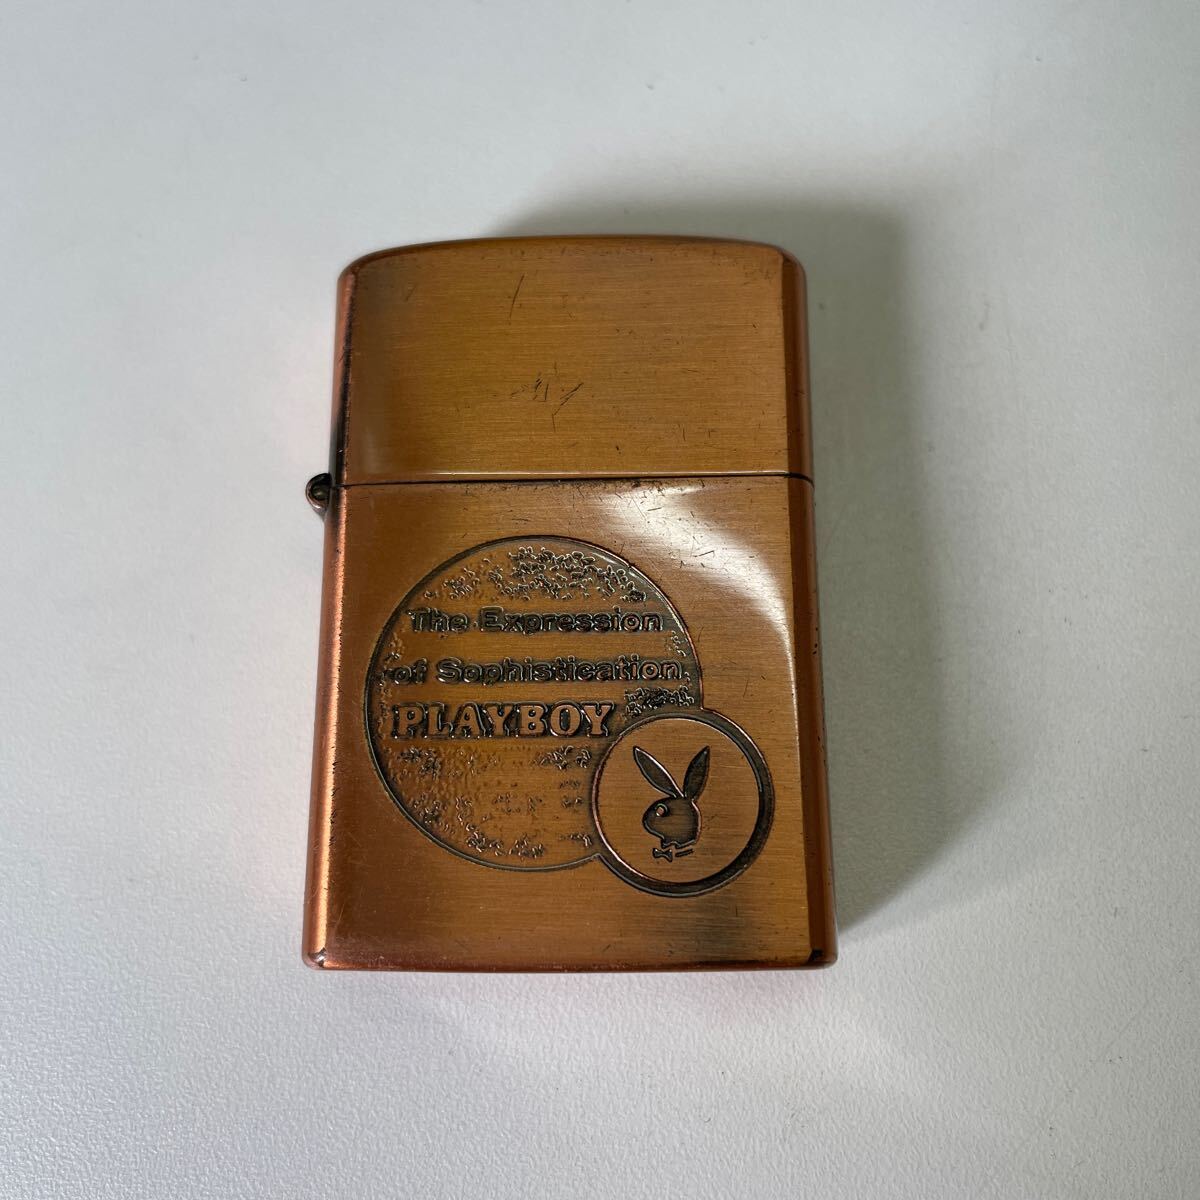 The Expression
of Sophistication
PLAYBOY